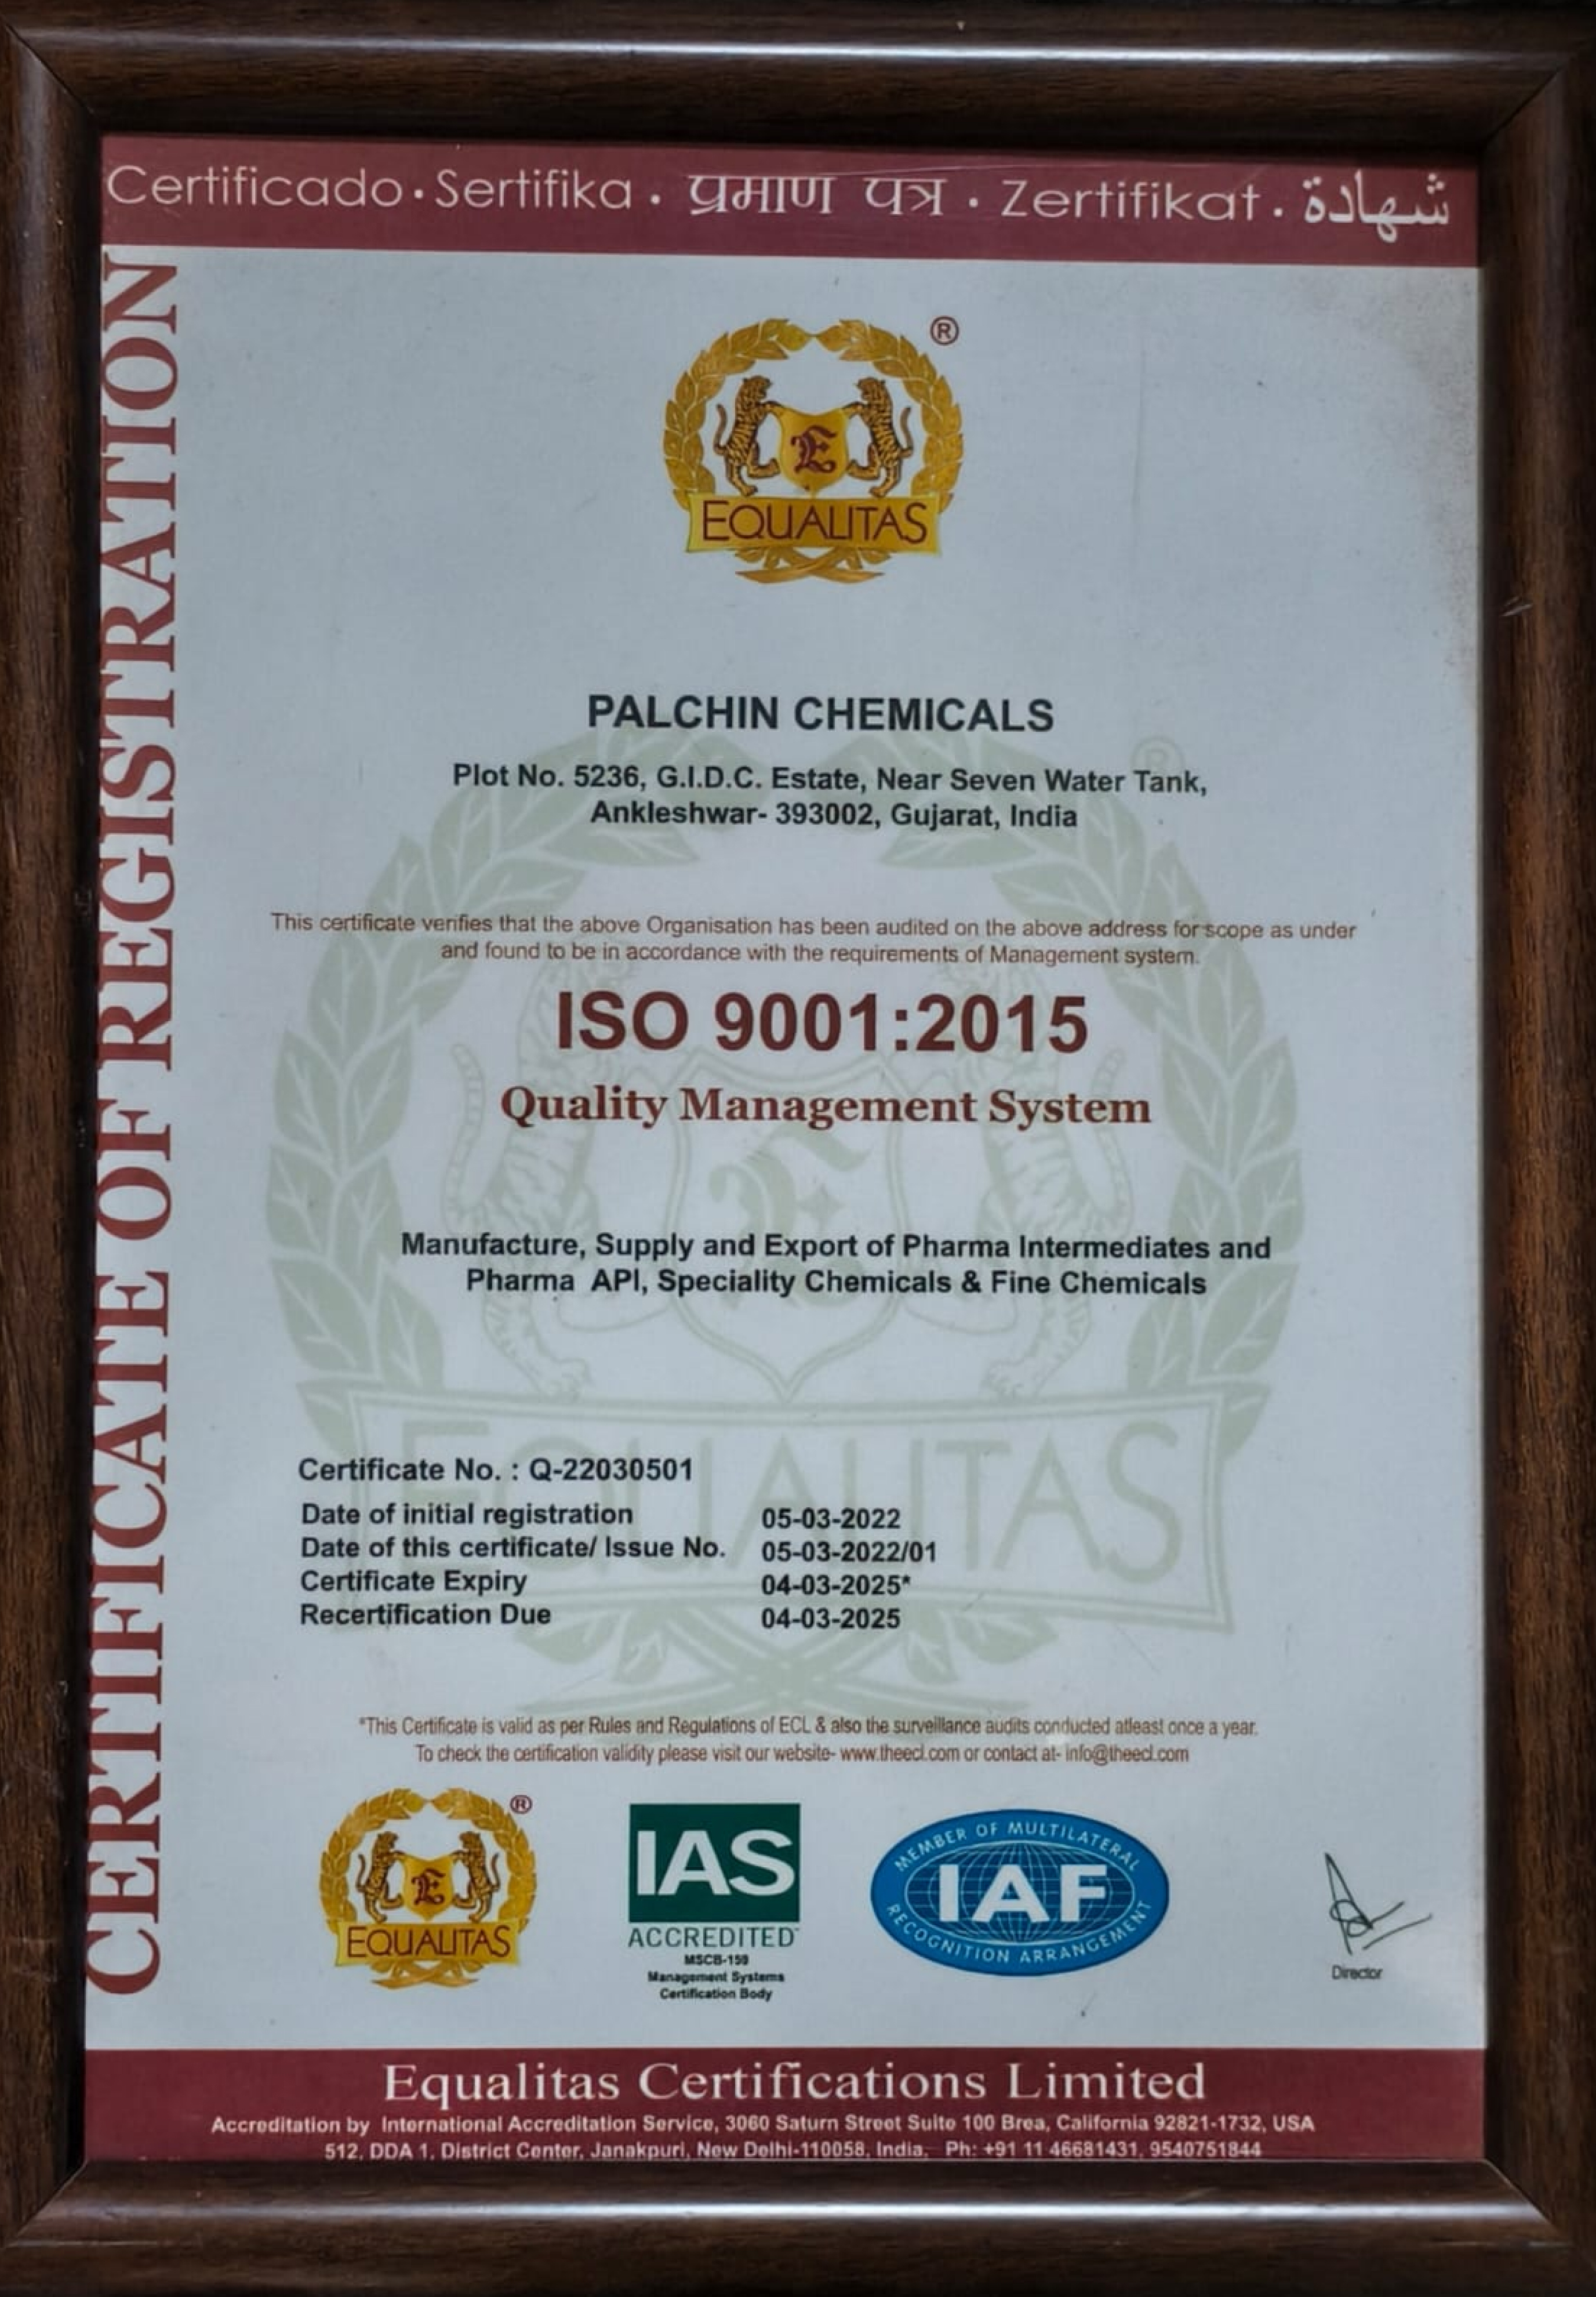 Certificado · Sertifika · प्रमाण पत्र · Zertifikat · شهادة
CERTIFICATE OF REGISTRATION
®
E
EQUALITAS
PALCHIN CHEMICALS
Plot No. 5236, G.I.D.C. Estate, Near Seven Water Tank,
Ankleshwar- 393002, Gujarat, India
This certificate verifies that the above Organisation has been audited on the above address for scope as under
and found to be in accordance with the requirements of Management system.
ISO 9001:2015
Quality Management System
Manufacture, Supply and Export of Pharma Intermediates and
Pharma API, Speciality Chemicals & Fine Chemicals
®
E
EQUALITAS
Certificate No. : Q-22030501
Date of initial registration 05-03-2022
Date of this certificate/ Issue No. 05-03-2022/01
Certificate Expiry 04-03-2025*
Recertification Due 04-03-2025
*This Certificate is valid as per Rules and Regulations of ECL & also the surveillance audits conducted atleast once a year.
To check the certification validity please visit our website- www.theecl.com or contact at- info@theecl.com
®
E
EQUALITAS
IAS
ACCREDITED
MSCB-159
Management Systems
Certification Body
MEMBER OF MULTILATERAL
IAF
RECOGNITION ARRANGEMENT
Director
Equalitas Certifications Limited
Accreditation by International Accreditation Service, 3060 Saturn Street Suite 100 Brea, California 92821-1732, USA
512, DDA 1, District Center, Janakpuri, New Delhi-110058, India. Ph: +91 11 46681431, 9540751844